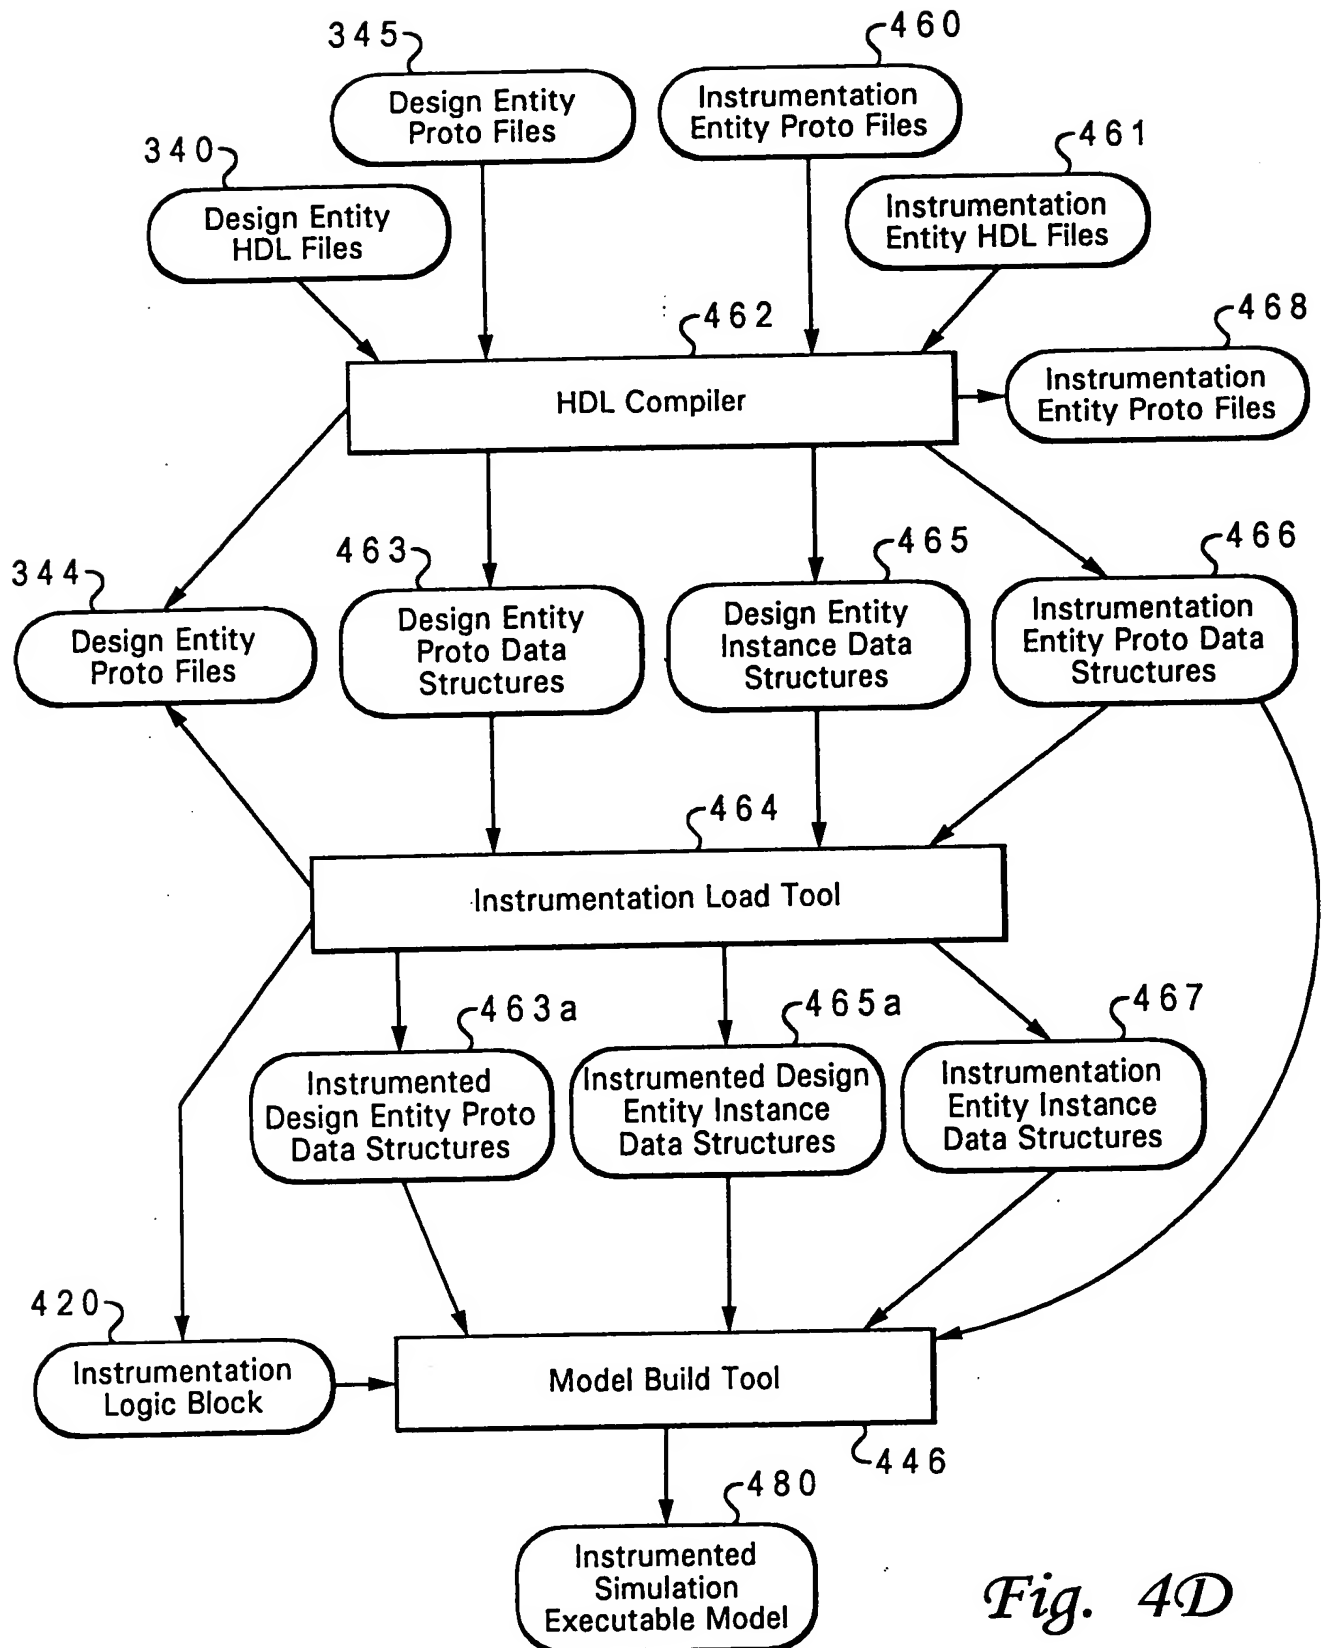 345
460
Design Entity
Proto Files
Instrumentation
Entity Proto Files
340
461
Design Entity
HDL Files
Instrumentation
Entity HDL Files
462
468
HDL Compiler
Instrumentation
Entity Proto Files
344
463
465
466
Design Entity
Proto Files
Design Entity
Proto Data
Structures
Design Entity
Instance Data
Structures
Instrumentation
Entity Proto Data
Structures
464
Instrumentation Load Tool
463a
465a
467
Instrumented
Design Entity Proto
Data Structures
Instrumented Design
Entity Instance
Data Structures
Instrumentation
Entity Instance
Data Structures
420
Instrumentation
Logic Block
Model Build Tool
446
480
Instrumented
Simulation
Executable Model
Fig. 4D